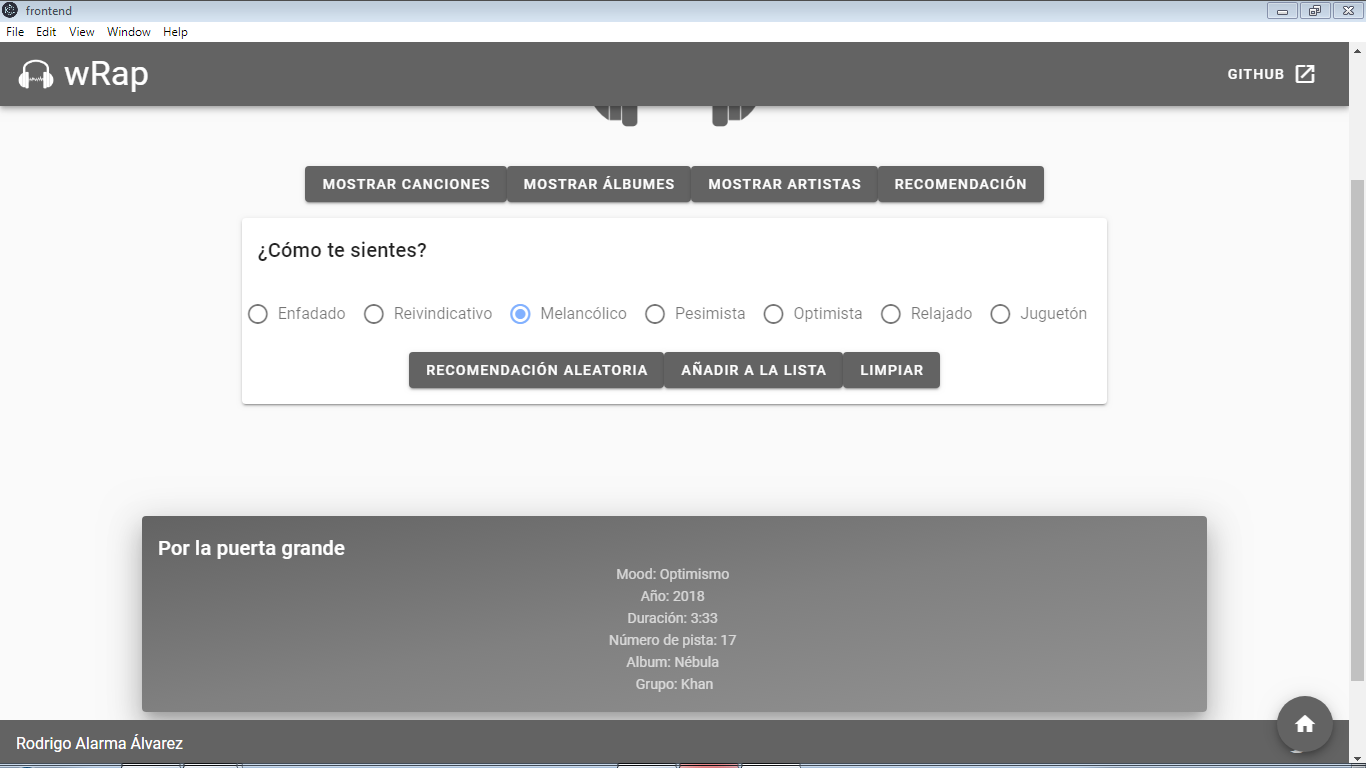 frontend
File Edit View Window Help
wRap
GITHUB
MOSTRAR CANCIONES MOSTRAR ÁLBUMES MOSTRAR ARTISTAS RECOMENDACIÓN
¿Cómo te sientes?
Enfadado Reivindicativo Melancólico Pesimista Optimista Relajado Juguetón
RECOMENDACIÓN ALEATORIA AÑADIR A LA LISTA LIMPIAR
Por la puerta grande
Mood: Optimismo
Año: 2018
Duración: 3:33
Número de pista: 17
Album: Nébula
Grupo: Khan
Rodrigo Alarma Álvarez